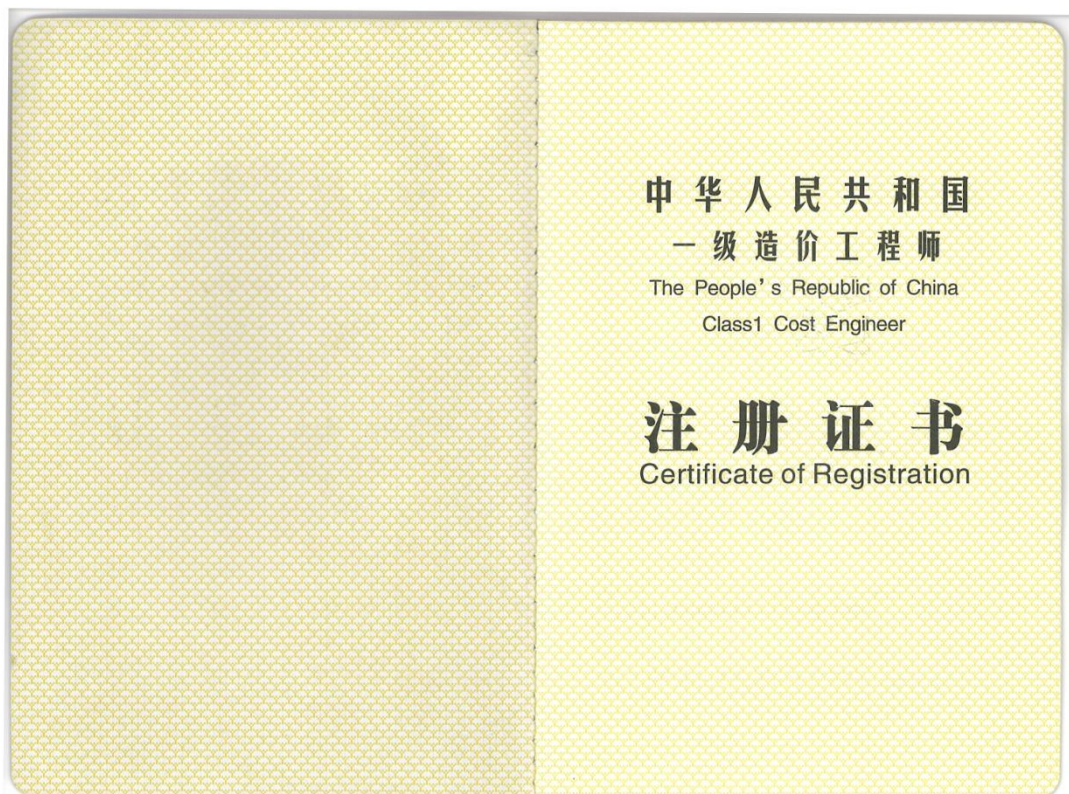 中华人民共和国
一级造价工程师
The People's Republic of China
Class1 Cost Engineer
注册证书
Certificate of Registration